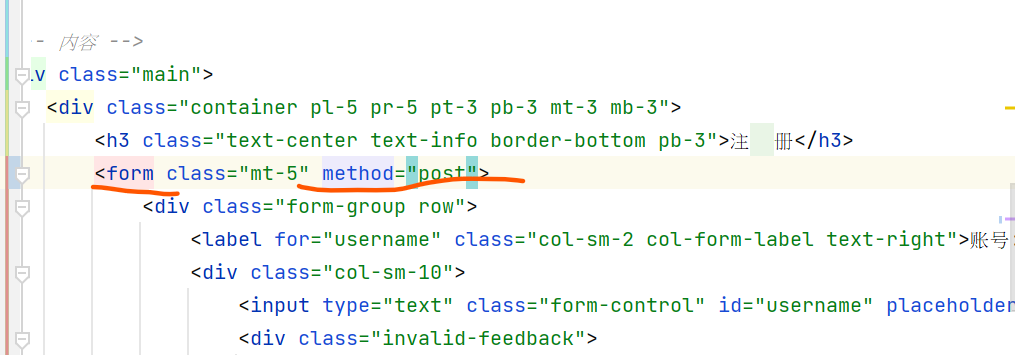 - 内容 -->
v class="main">
<div class="container pl-5 pr-5 pt-3 pb-3 mt-3 mb-3">
<h3 class="text-center text-info border-bottom pb-3">注  册</h3>
<form class="mt-5" method="post">
<div class="form-group row">
<label for="username" class="col-sm-2 col-form-label text-right">账号:
<div class="col-sm-10">
<input type="text" class="form-control" id="username" placeholder
<div class="invalid-feedback">